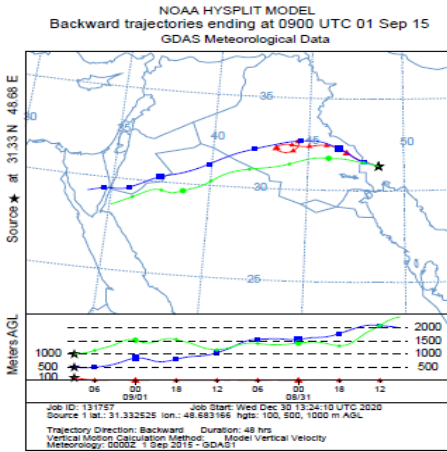 NOAA HYSPLIT MODEL
Backward trajectories ending at 0900 UTC 01 Sep 15
GDAS Meteorological Data
Source ★ at 31.33 N 48.68 E
30
35
40
45
50
35
30
25
Meters AGL
1000
500
100
2000
1500
1000
500
06 00 18 12 06 00 18 12
09/01 08/31
Job ID: 131757 Job Start: Wed Dec 30 13:24:10 UTC 2020
Source 1 lat.: 31.332525 lon.: 48.683166 hgts: 100, 500, 1000 m AGL
Trajectory Direction: Backward Duration: 48 hrs
Vertical Motion Calculation Method: Model Vertical Velocity
Meteorology: 0000Z 1 Sep 2015 - GDAS1